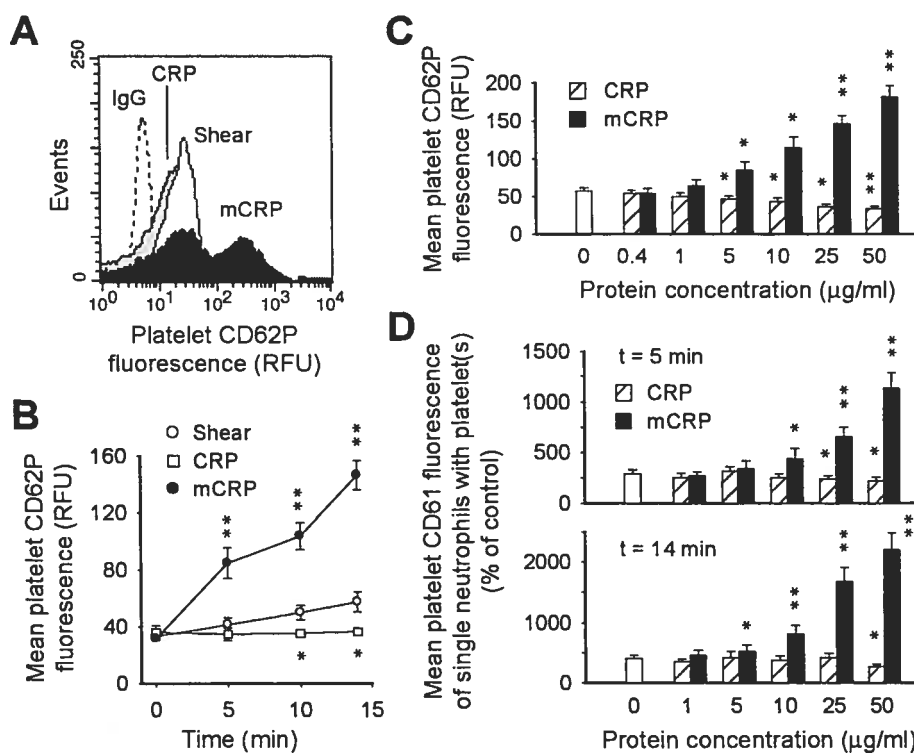 A
250
Events
0
IgG
CRP
Shear
mCRP
10⁰ 10¹ 10² 10³ 10⁴
Platelet CD62P
fluorescence (RFU)
B
Mean platelet CD62P
fluorescence (RFU)
Shear
CRP
mCRP
160
120
80
40
0
**
**
**
*
*
0 5 10 15
Time (min)
C
Mean platelet CD62P
fluorescence (RFU)
200
150
100
50
0
CRP
mCRP
*
*
*
*
*
**
**
**
0 0.4 1 5 10 25 50
Protein concentration (µg/ml)
D
Mean platelet CD61 fluorescence
of single neutrophils with platelet(s)
(% of control)
1500
1000
500
0
t = 5 min
CRP
mCRP
*
*
**
*
**
2000
1000
0
t = 14 min
*
**
**
*
**
0 1 5 10 25 50
Protein concentration (µg/ml)